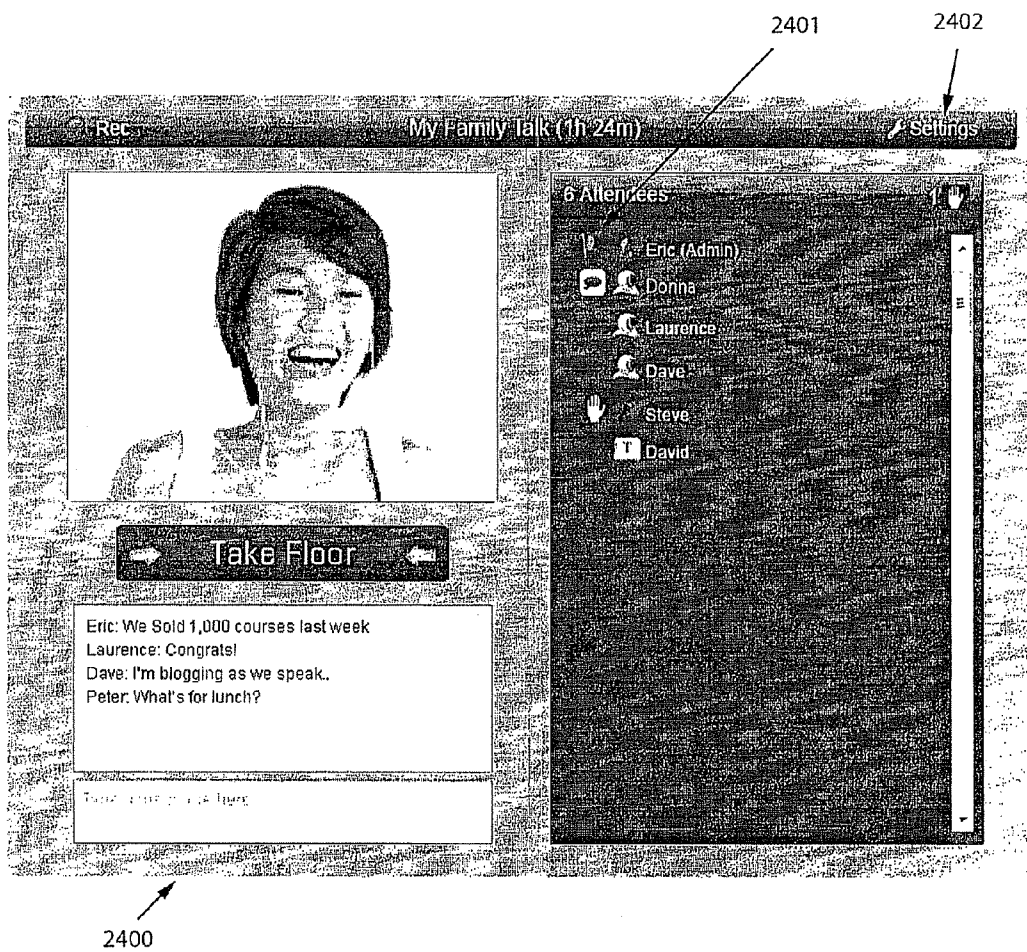 2401
2402
Rec
My Family Talk (1h 24m)
Settings
6 Attendees
1
Eric (Admin)
Donna
Laurence
Dave
Steve
T David
Take Floor
Eric: We Sold 1,000 courses last week
Laurence: Congrats!
Dave: I'm blogging as we speak..
Peter: What's for lunch?
here
2400